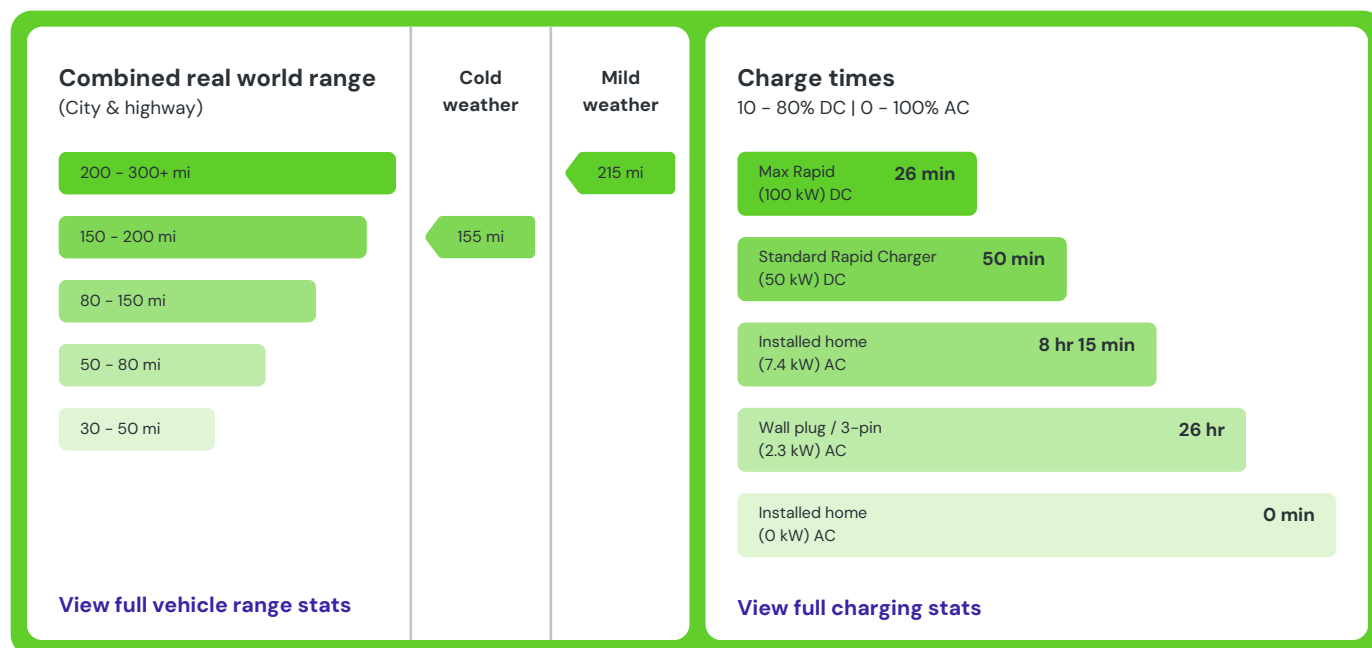 Combined real world range
(City & highway)
Cold
weather
Mild
weather
200 - 300+ mi
215 mi
150 - 200 mi
155 mi
80 - 150 mi
50 - 80 mi
30 - 50 mi
View full vehicle range stats
Charge times
10 - 80% DC | 0 - 100% AC
Max Rapid
(100 kW) DC
26 min
Standard Rapid Charger
(50 kW) DC
50 min
Installed home
(7.4 kW) AC
8 hr 15 min
Wall plug / 3-pin
(2.3 kW) AC
26 hr
Installed home
(0 kW) AC
0 min
View full charging stats